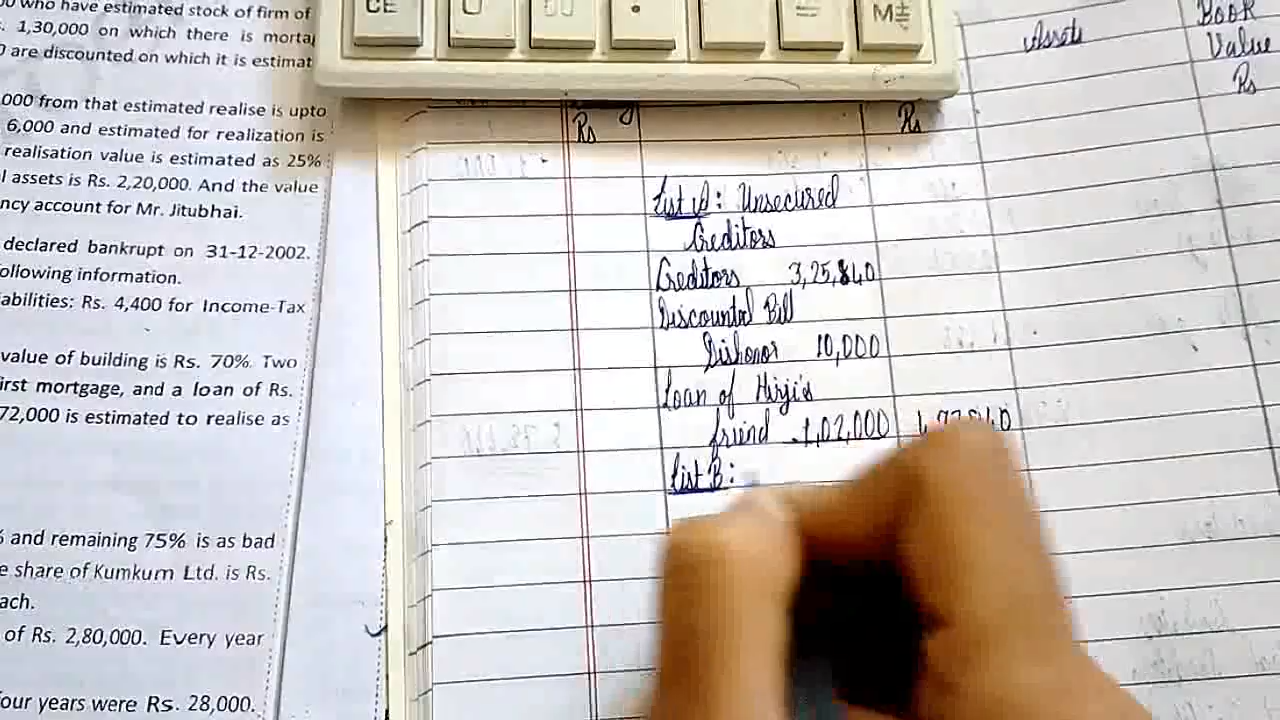 who have estimated stock of firm of
1,30,000 on which there is
are discounted on which it is estimat
000 from that estimated realise is upto
6,000 and estimated for realization is
realisation value is estimated as 25%
l assets is Rs. 2,20,000. And the value
ncy account for Mr. Jitubhai.
declared bankrupt on 31-12-2002.
ollowing information.
abilities: Rs. 4,400 for Income-Tax
value of building is Rs. 70%. Two
irst mortgage, and a loan of Rs.
72,000 is estimated to realise as
and remaining 75% is as bad
e share of Kumkum Ltd. is Rs.
ach.
of Rs. 2,80,000. Every year
four years were Rs. 28,000.
CE
=
M±
Rs
Rs
List A: Unsecured
Creditors
Creditors 3,25,840
Discounted Bill
Dishonor 10,000
Loan of Hirji's
friend 1,02,000
List B:
Assets
Book
Value
Rs